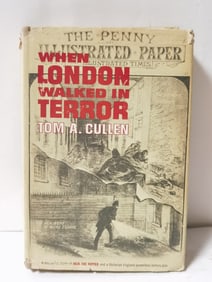 THE PENNY
ILLUSTRATED PAPER
ILLUSTRATED TIMES
WHEN
LONDON
WALKED IN
TERROR
TOM A. CULLEN